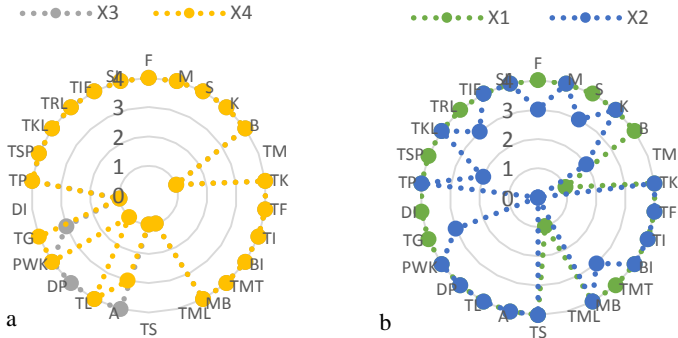 X3
X4
F
M
S
K
B
TM
TK
TF
TI
BI
TMT
MB
TML
TS
A
TL
DP
PWK
TG
DI
TP
TSP
TKL
TRL
TIF
SI
4
3
2
1
0
a
X1
X2
F
M
S
K
B
TM
TK
TF
TI
BI
TMT
MB
TML
TS
A
TL
DP
PWK
TG
DI
TP
TSP
TKL
TRL
TIF
SI
4
3
2
1
0
b